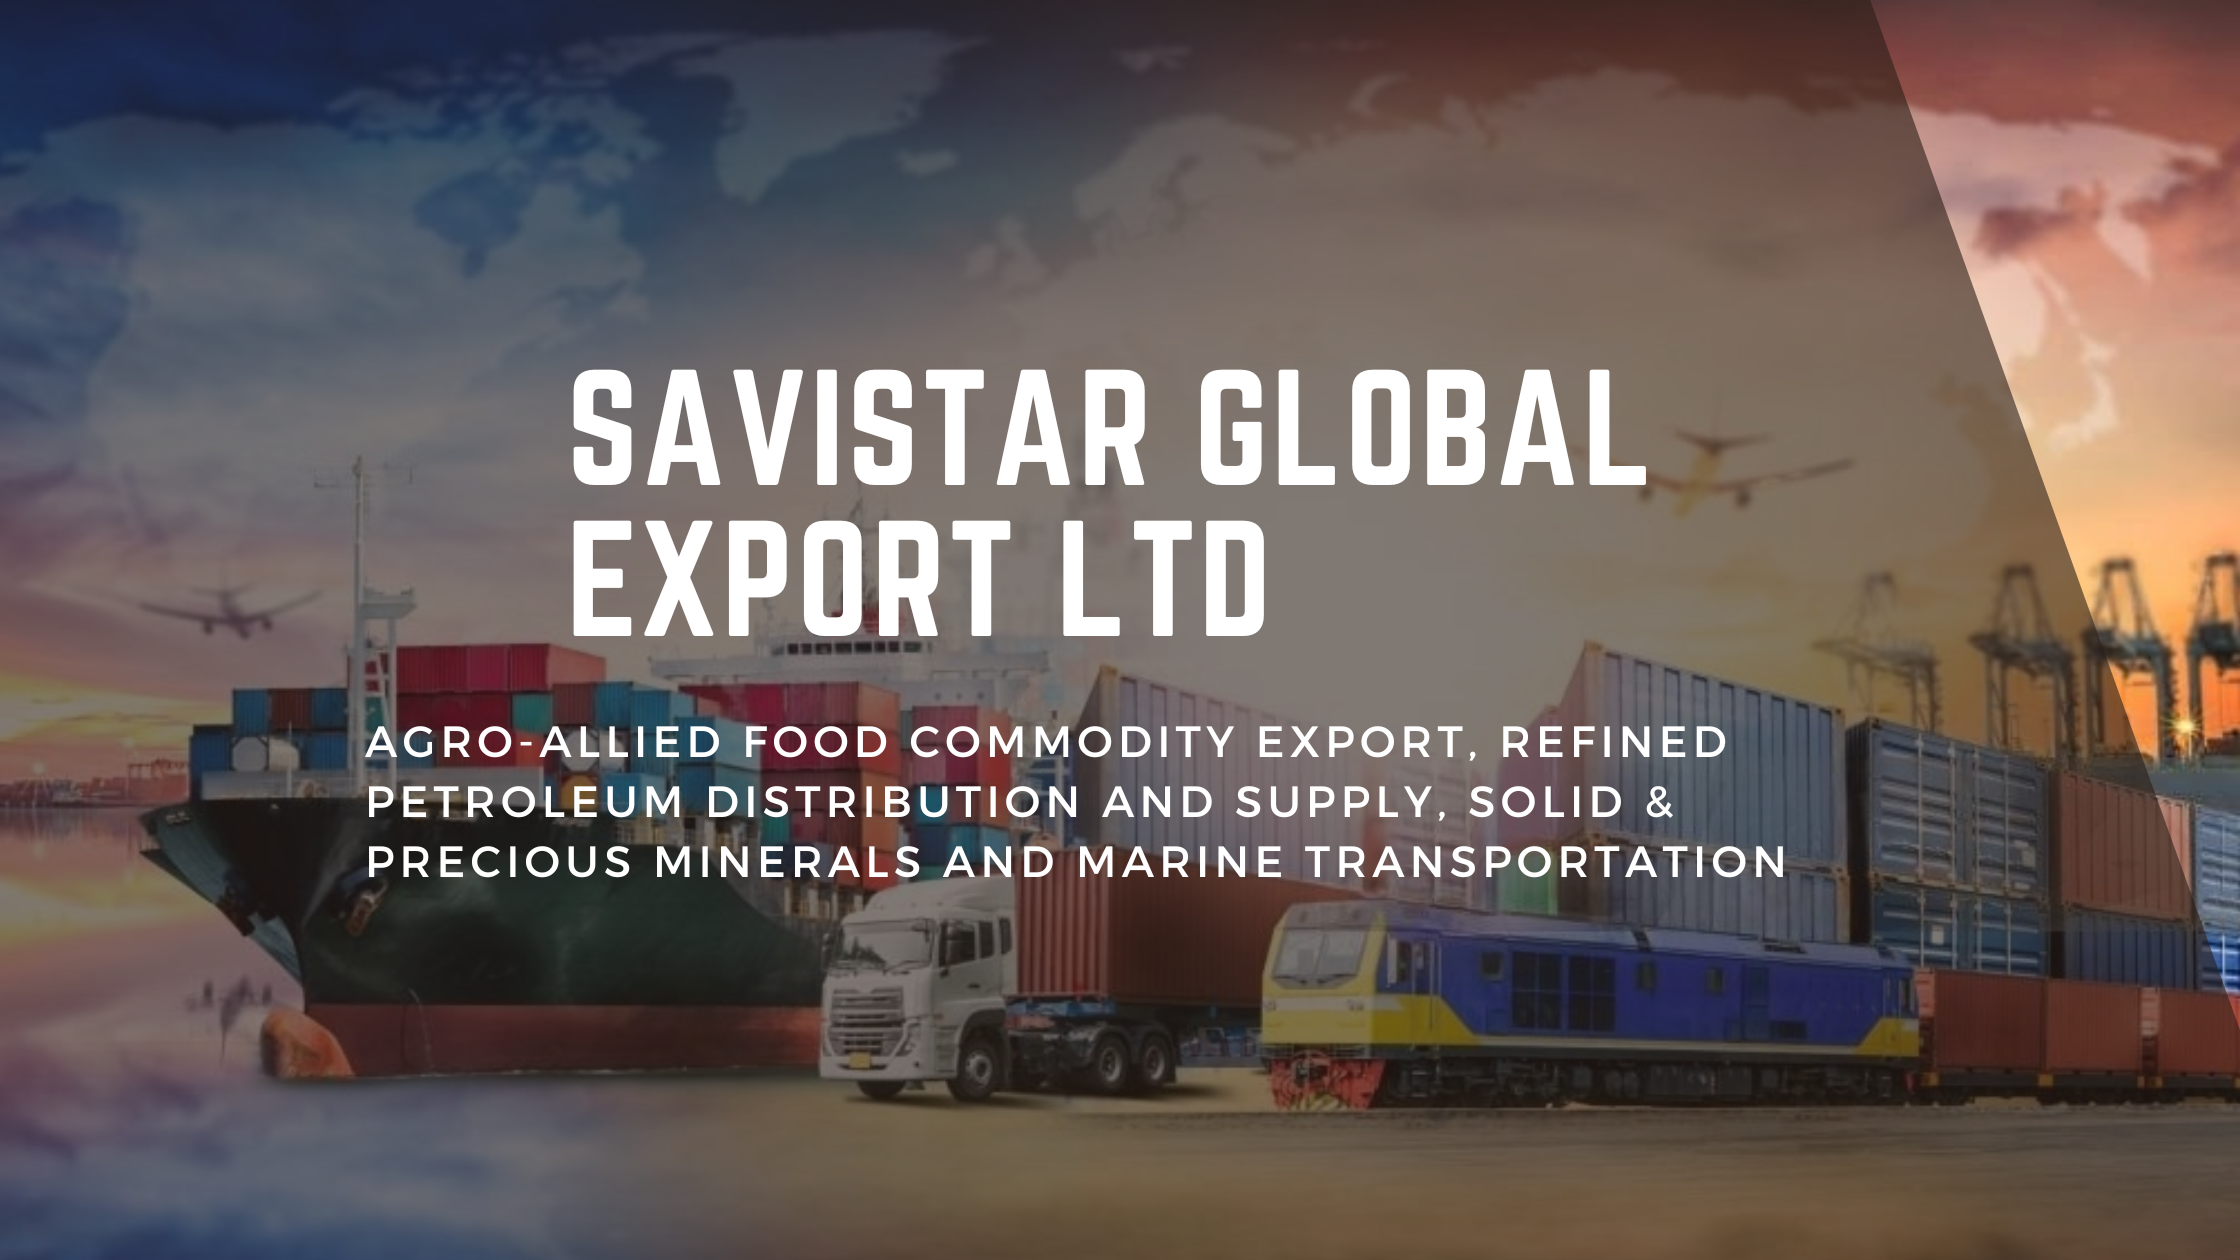 SAVISTAR GLOBAL
EXPORT LTD
AGRO-ALLIED FOOD COMMODITY EXPORT, REFINED
PETROLEUM DISTRIBUTION AND SUPPLY, SOLID &
PRECIOUS MINERALS AND MARINE TRANSPORTATION